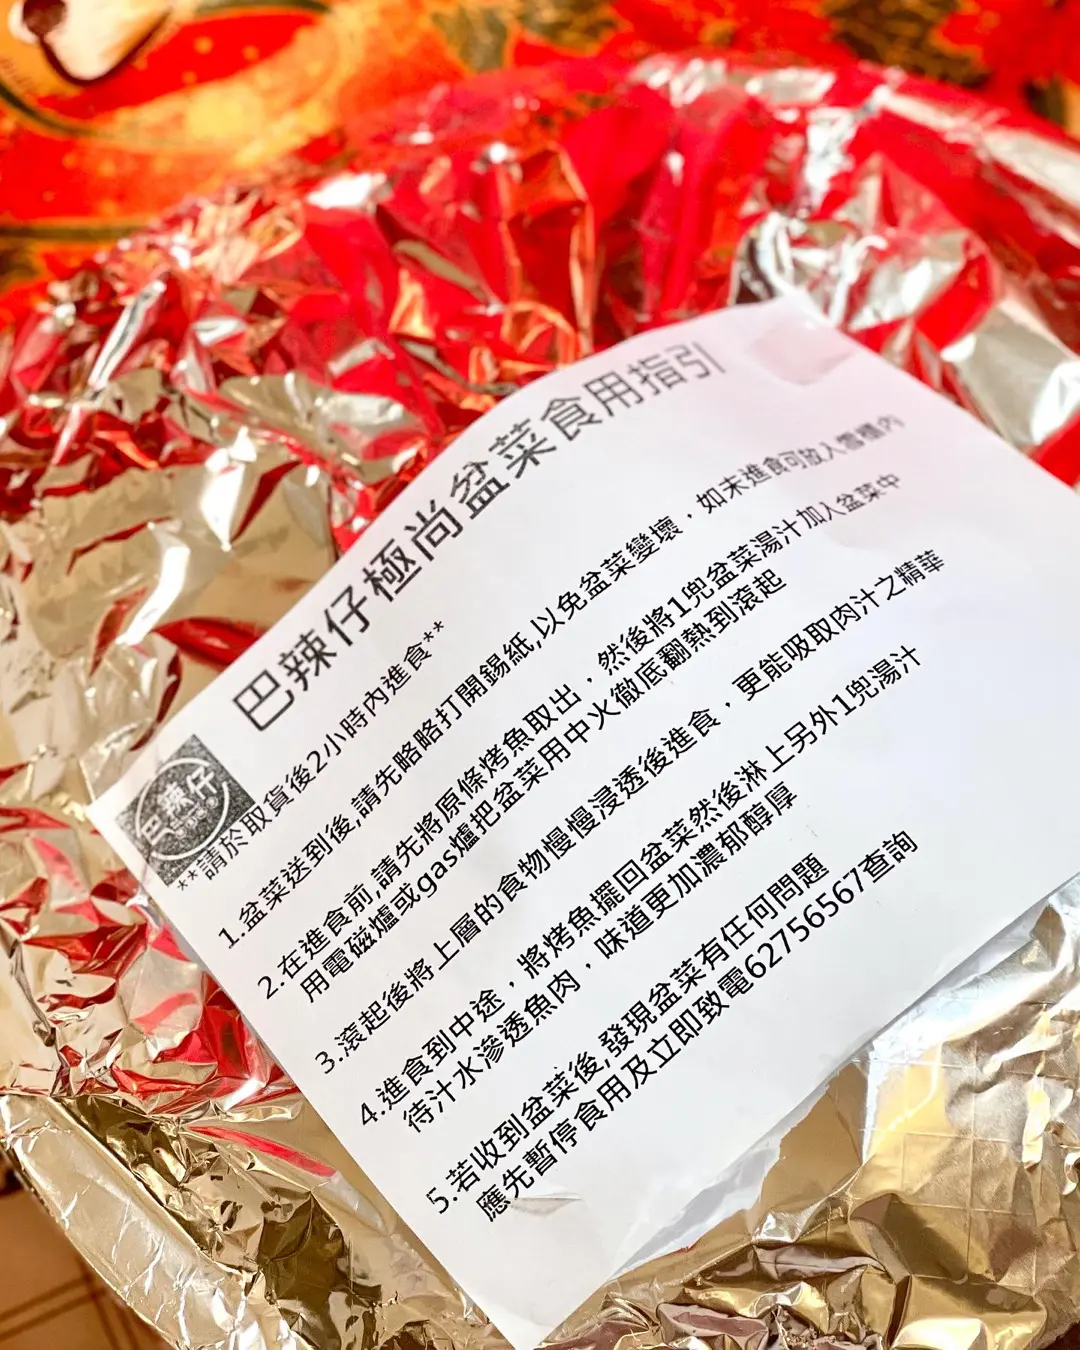 巴辣仔極尚盆菜食用指引
巴辣仔
**請於取貨後2小時內進食**
1.盆菜送到後,請先略略打開錫紙,以免盆菜變壞，如未進食可放入雪櫃內
2.在進食前,請先將原條烤魚取出，然後將1兜盆菜湯汁加入盆菜中
用電磁爐或gas爐把盆菜用中火徹底翻熱到滾起
3.滾起後將上層的食物慢慢浸透後進食，更能吸取肉汁之精華
4.進食到中途，將烤魚擺回盆菜然後淋上另外1兜湯汁
待汁水滲透魚肉，味道更加濃郁醇厚
5.若收到盆菜後,發現盆菜有任何問題
應先暫停食用及立即致電62756567查詢